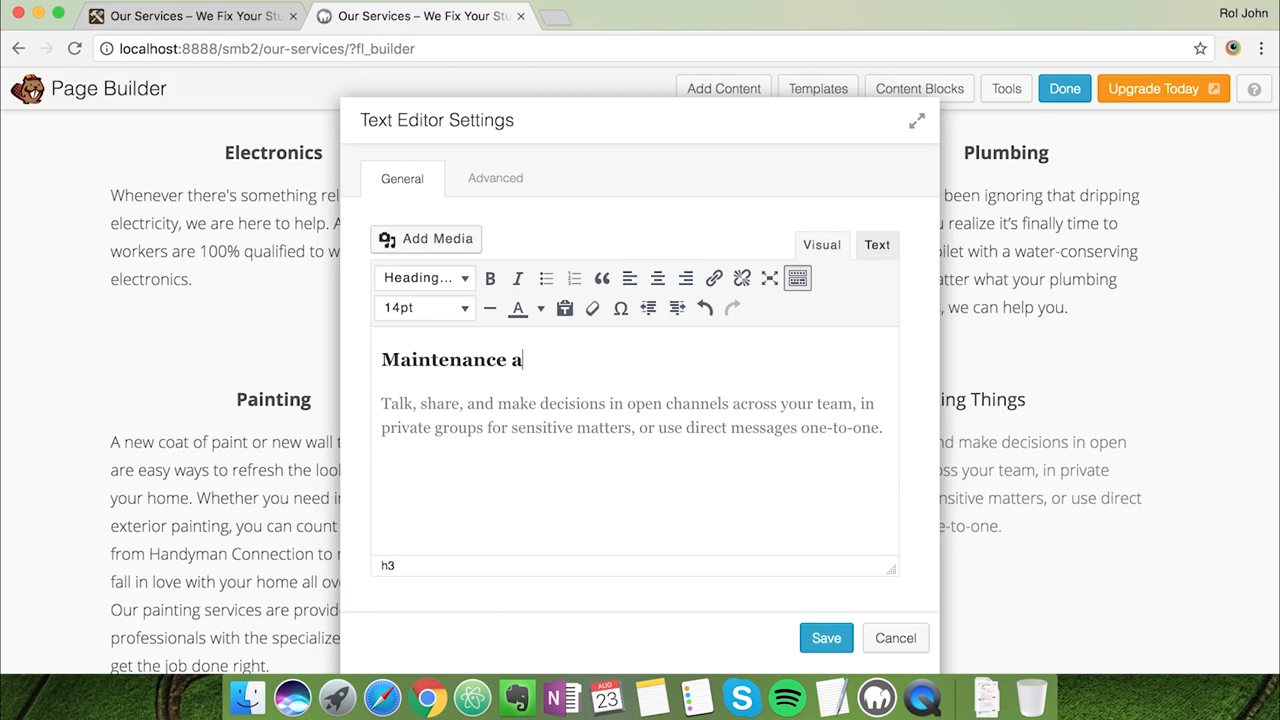 Our Services – We Fix Your Stu
Our Services – We Fix Your Stu
Rol John
localhost:8888/smb2/our-services/?fl_builder
Page Builder
Add Content
Templates
Content Blocks
Tools
Done
Upgrade Today
Text Editor Settings
General
Advanced
Add Media
Visual
Text
Heading...
B
I
14pt
A
Maintenance a
Talk, share, and make decisions in open channels across your team, in
private groups for sensitive matters, or use direct messages one-to-one.
h3
Save
Cancel
Electronics
Whenever there's something rel
electricity, we are here to help. A
workers are 100% qualified to w
electronics.
Plumbing
been ignoring that dripping
u realize it's finally time to
oilet with a water-conserving
atter what your plumbing
s, we can help you.
Painting
A new coat of paint or new wall t
are easy ways to refresh the look
your home. Whether you need in
exterior painting, you can count
from Handyman Connection to m
fall in love with your home all ove
Our painting services are provid
professionals with the specialize
get the job done right.
ing Things
nd make decisions in open
oss your team, in private
nsitive matters, or use direct
e-to-one.
AUG
23